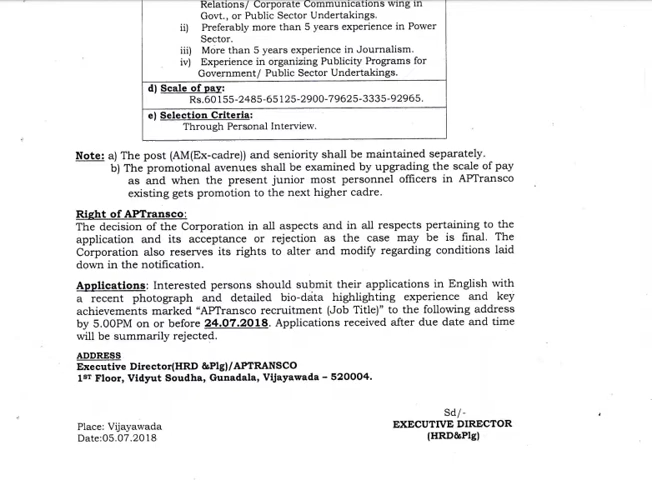 Relations/ Corporate Communications wing in
Govt., or Public Sector Undertakings.
ii) Preferably more than 5 years experience in Power
Sector.
iii) More than 5 years experience in Journalism.
iv) Experience in organizing Publicity Programs for
Government/ Public Sector Undertakings.
d) Scale of pay:
Rs.60155-2485-65125-2900-79625-3335-92965.
e) Selection Criteria:
Through Personal Interview.
Note: a) The post (AM(Ex-cadre)) and seniority shall be maintained separately.
b) The promotional avenues shall be examined by upgrading the scale of pay
as and when the present junior most personnel officers in APTransco
existing gets promotion to the next higher cadre.
Right of APTransco:
The decision of the Corporation in all aspects and in all respects pertaining to the
application and its acceptance or rejection as the case may be is final. The
Corporation also reserves its rights to alter and modify regarding conditions laid
down in the notification.
Applications: Interested persons should submit their applications in English with
a recent photograph and detailed bio-data highlighting experience and key
achievements marked "APTransco recruitment (Job Title)" to the following address
by 5.00PM on or before 24.07.2018. Applications received after due date and time
will be summarily rejected.
ADDRESS
Executive Director(HRD &Plg)/APTRANSCO
1ST Floor, Vidyut Soudha, Gunadala, Vijayawada – 520004.
Sd/-
Place: Vijayawada EXECUTIVE DIRECTOR
Date:05.07.2018 (HRD&Plg)